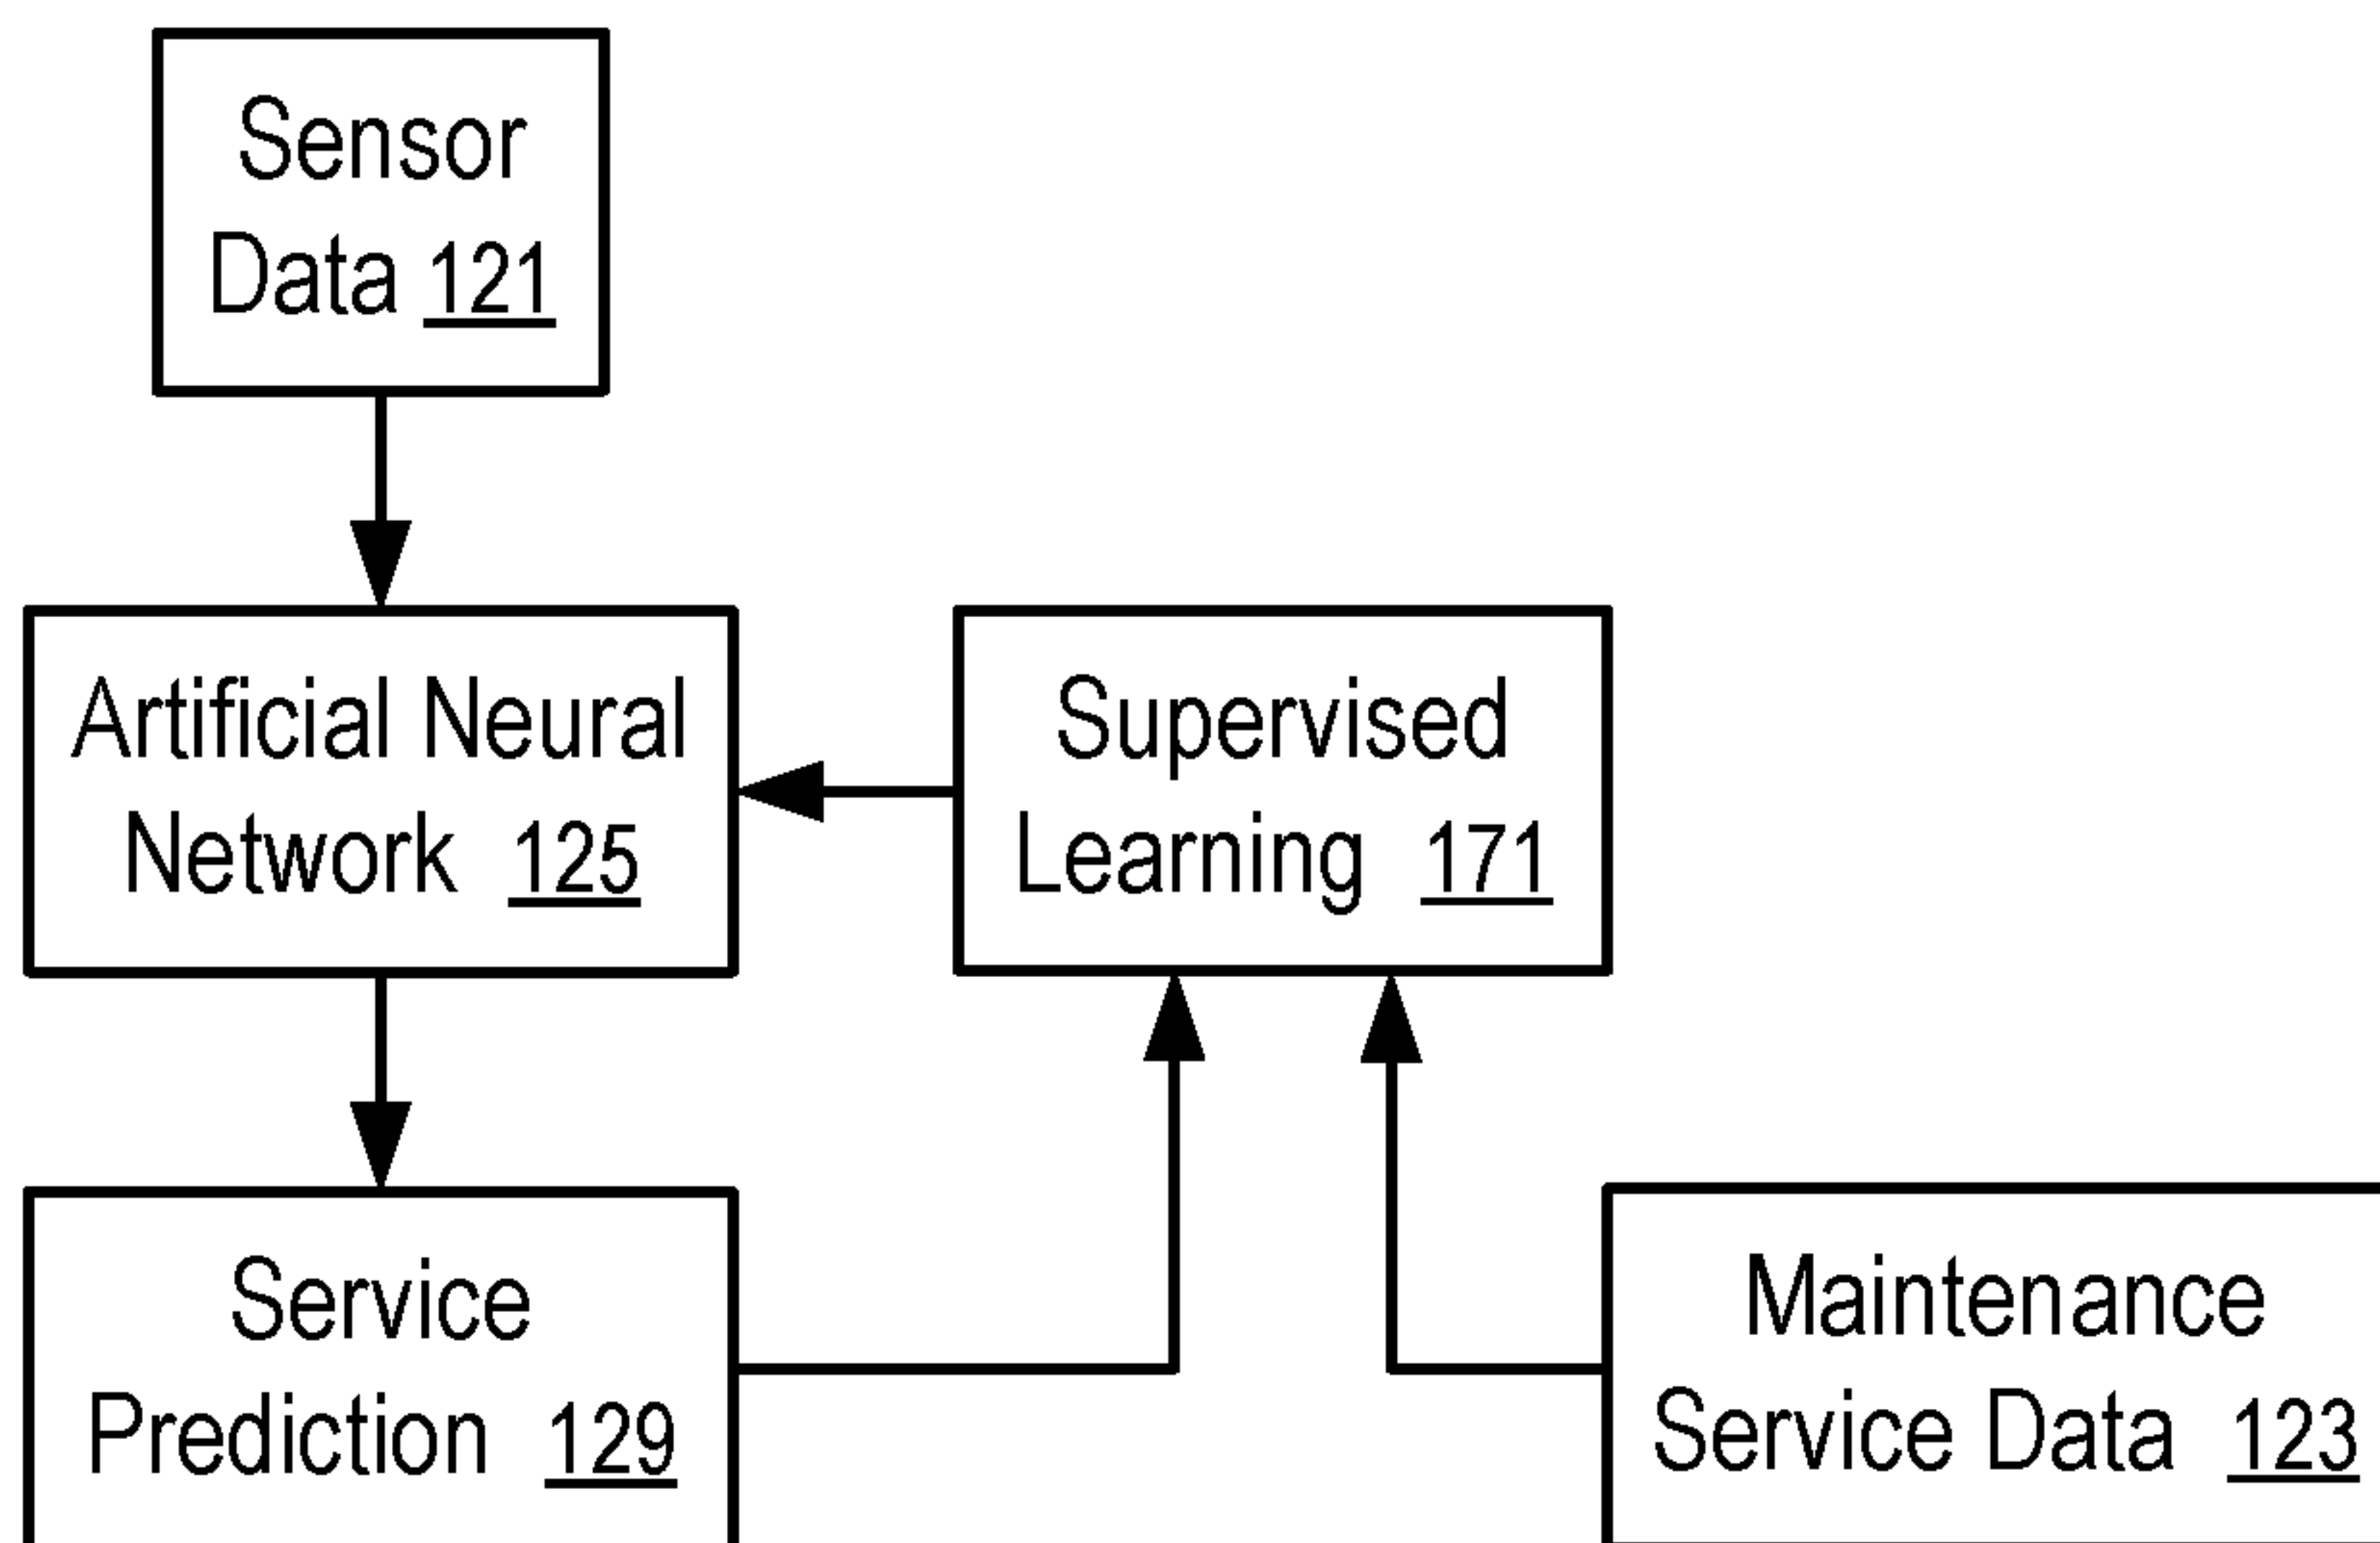 Sensor
Data 121
Artificial Neural
Network 125
Supervised
Learning 171
Service
Prediction 129
Maintenance
Service Data 123